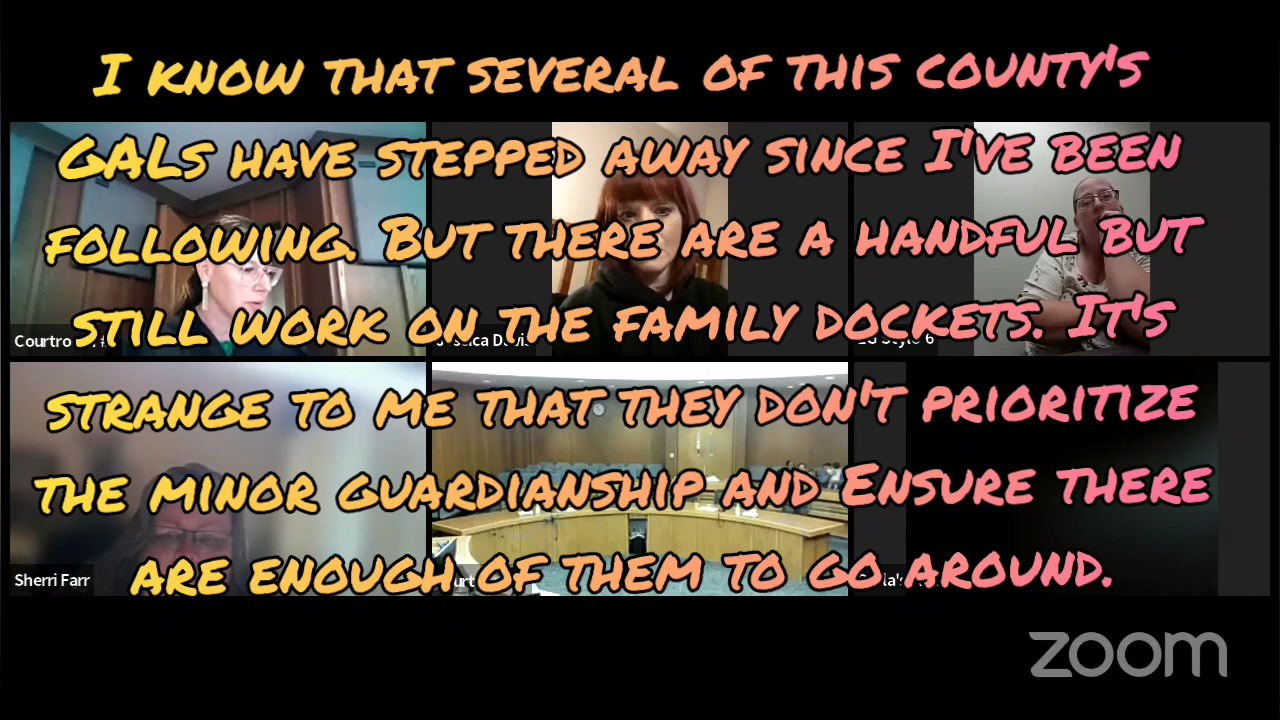 I know that several of this county's
GALs have stepped away since I've been
following. But there are a handful but
still work on the family dockets. It's
strange to me that they don't prioritize
the minor guardianship and Ensure there
are enough of them to go around.
Courtro
Sherri Farr
zoom